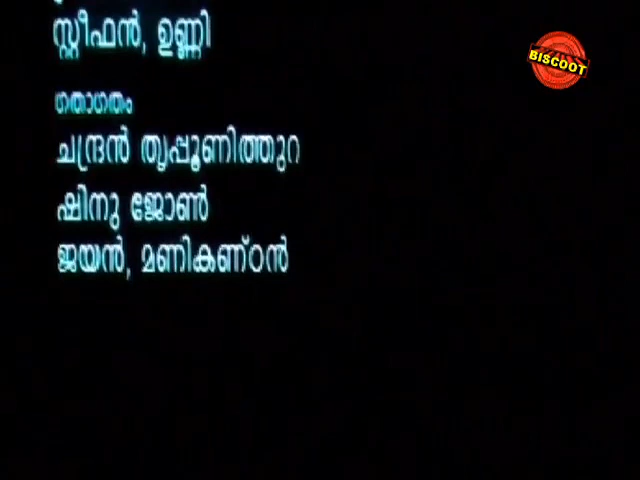 സ്റ്റീഫൻ, ഉണ്ണി
BISCOOT
ഗതാഗതം
ചന്ദ്രൻ തൃപ്പൂണിത്തുറ
ഷിനു ജോൺ
ജയൻ, മണികണ്ഠൻ